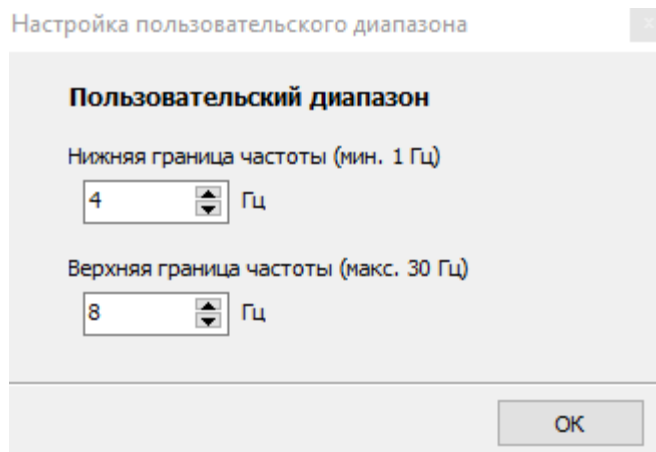 Настройка пользовательского диапазона
x
Пользовательский диапазон
Нижняя граница частоты (мин. 1 Гц)
4 Гц
Верхняя граница частоты (макс. 30 Гц)
8 Гц
ОК